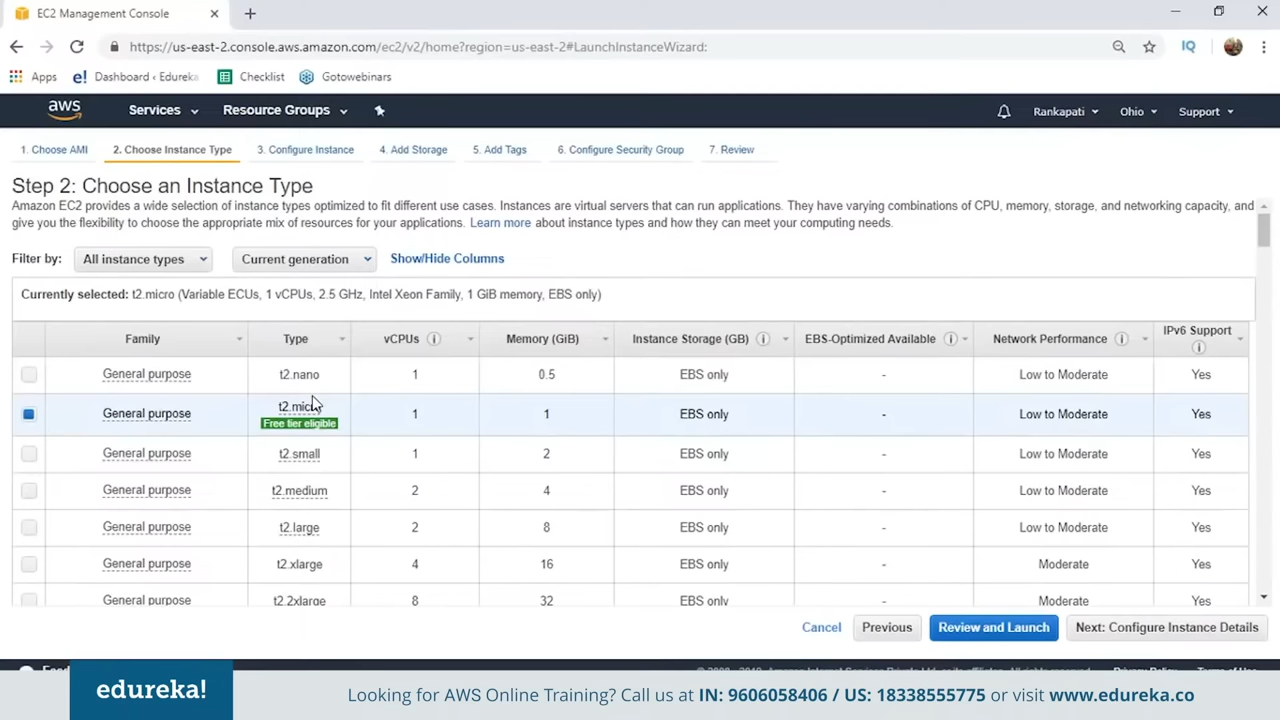 EC2 Management Console
https://us-east-2.console.aws.amazon.com/ec2/v2/home?region=us-east-2#LaunchInstanceWizard:
IQ
Apps e! Dashboard ‹ Edureka Checklist Gotowebinars
aws Services Resource Groups Rankapati Ohio Support
1. Choose AMI 2. Choose Instance Type 3. Configure Instance 4. Add Storage 5. Add Tags 6. Configure Security Group 7. Review
Step 2: Choose an Instance Type
Amazon EC2 provides a wide selection of instance types optimized to fit different use cases. Instances are virtual servers that can run applications. They have varying combinations of CPU, memory, storage, and networking capacity, and
give you the flexibility to choose the appropriate mix of resources for your applications. Learn more about instance types and how they can meet your computing needs.
Filter by: All instance types Current generation Show/Hide Columns
Currently selected: t2.micro (Variable ECUs, 1 vCPUs, 2.5 GHz, Intel Xeon Family, 1 GiB memory, EBS only)
Family Type vCPUs Memory (GiB) Instance Storage (GB) EBS-Optimized Available Network Performance IPv6 Support
General purpose t2.nano 1 0.5 EBS only - Low to Moderate Yes
General purpose t2.micro 1 1 EBS only - Low to Moderate Yes
Free tier eligible
General purpose t2.small 1 2 EBS only - Low to Moderate Yes
General purpose t2.medium 2 4 EBS only - Low to Moderate Yes
General purpose t2.large 2 8 EBS only - Low to Moderate Yes
General purpose t2.xlarge 4 16 EBS only - Moderate Yes
General purpose t2.2xlarge 8 32 EBS only - Moderate Yes
Cancel Previous Review and Launch Next: Configure Instance Details
edureka! Looking for AWS Online Training? Call us at IN: 9606058406 / US: 18338555775 or visit www.edureka.co